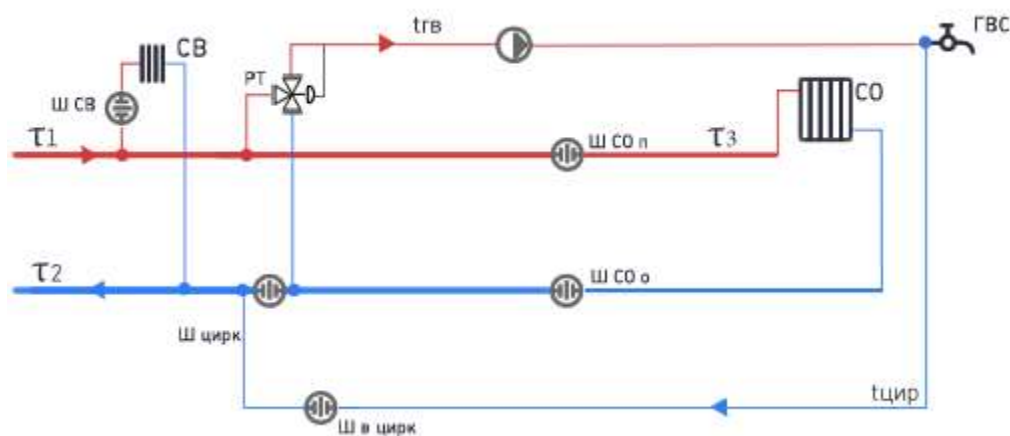 tгв
ГВС
СВ
РТ
Ш СВ
СО
τ1
Ш СО п
τ3
τ2
Ш СО о
Ш цирк
tцир
Ш в цирк